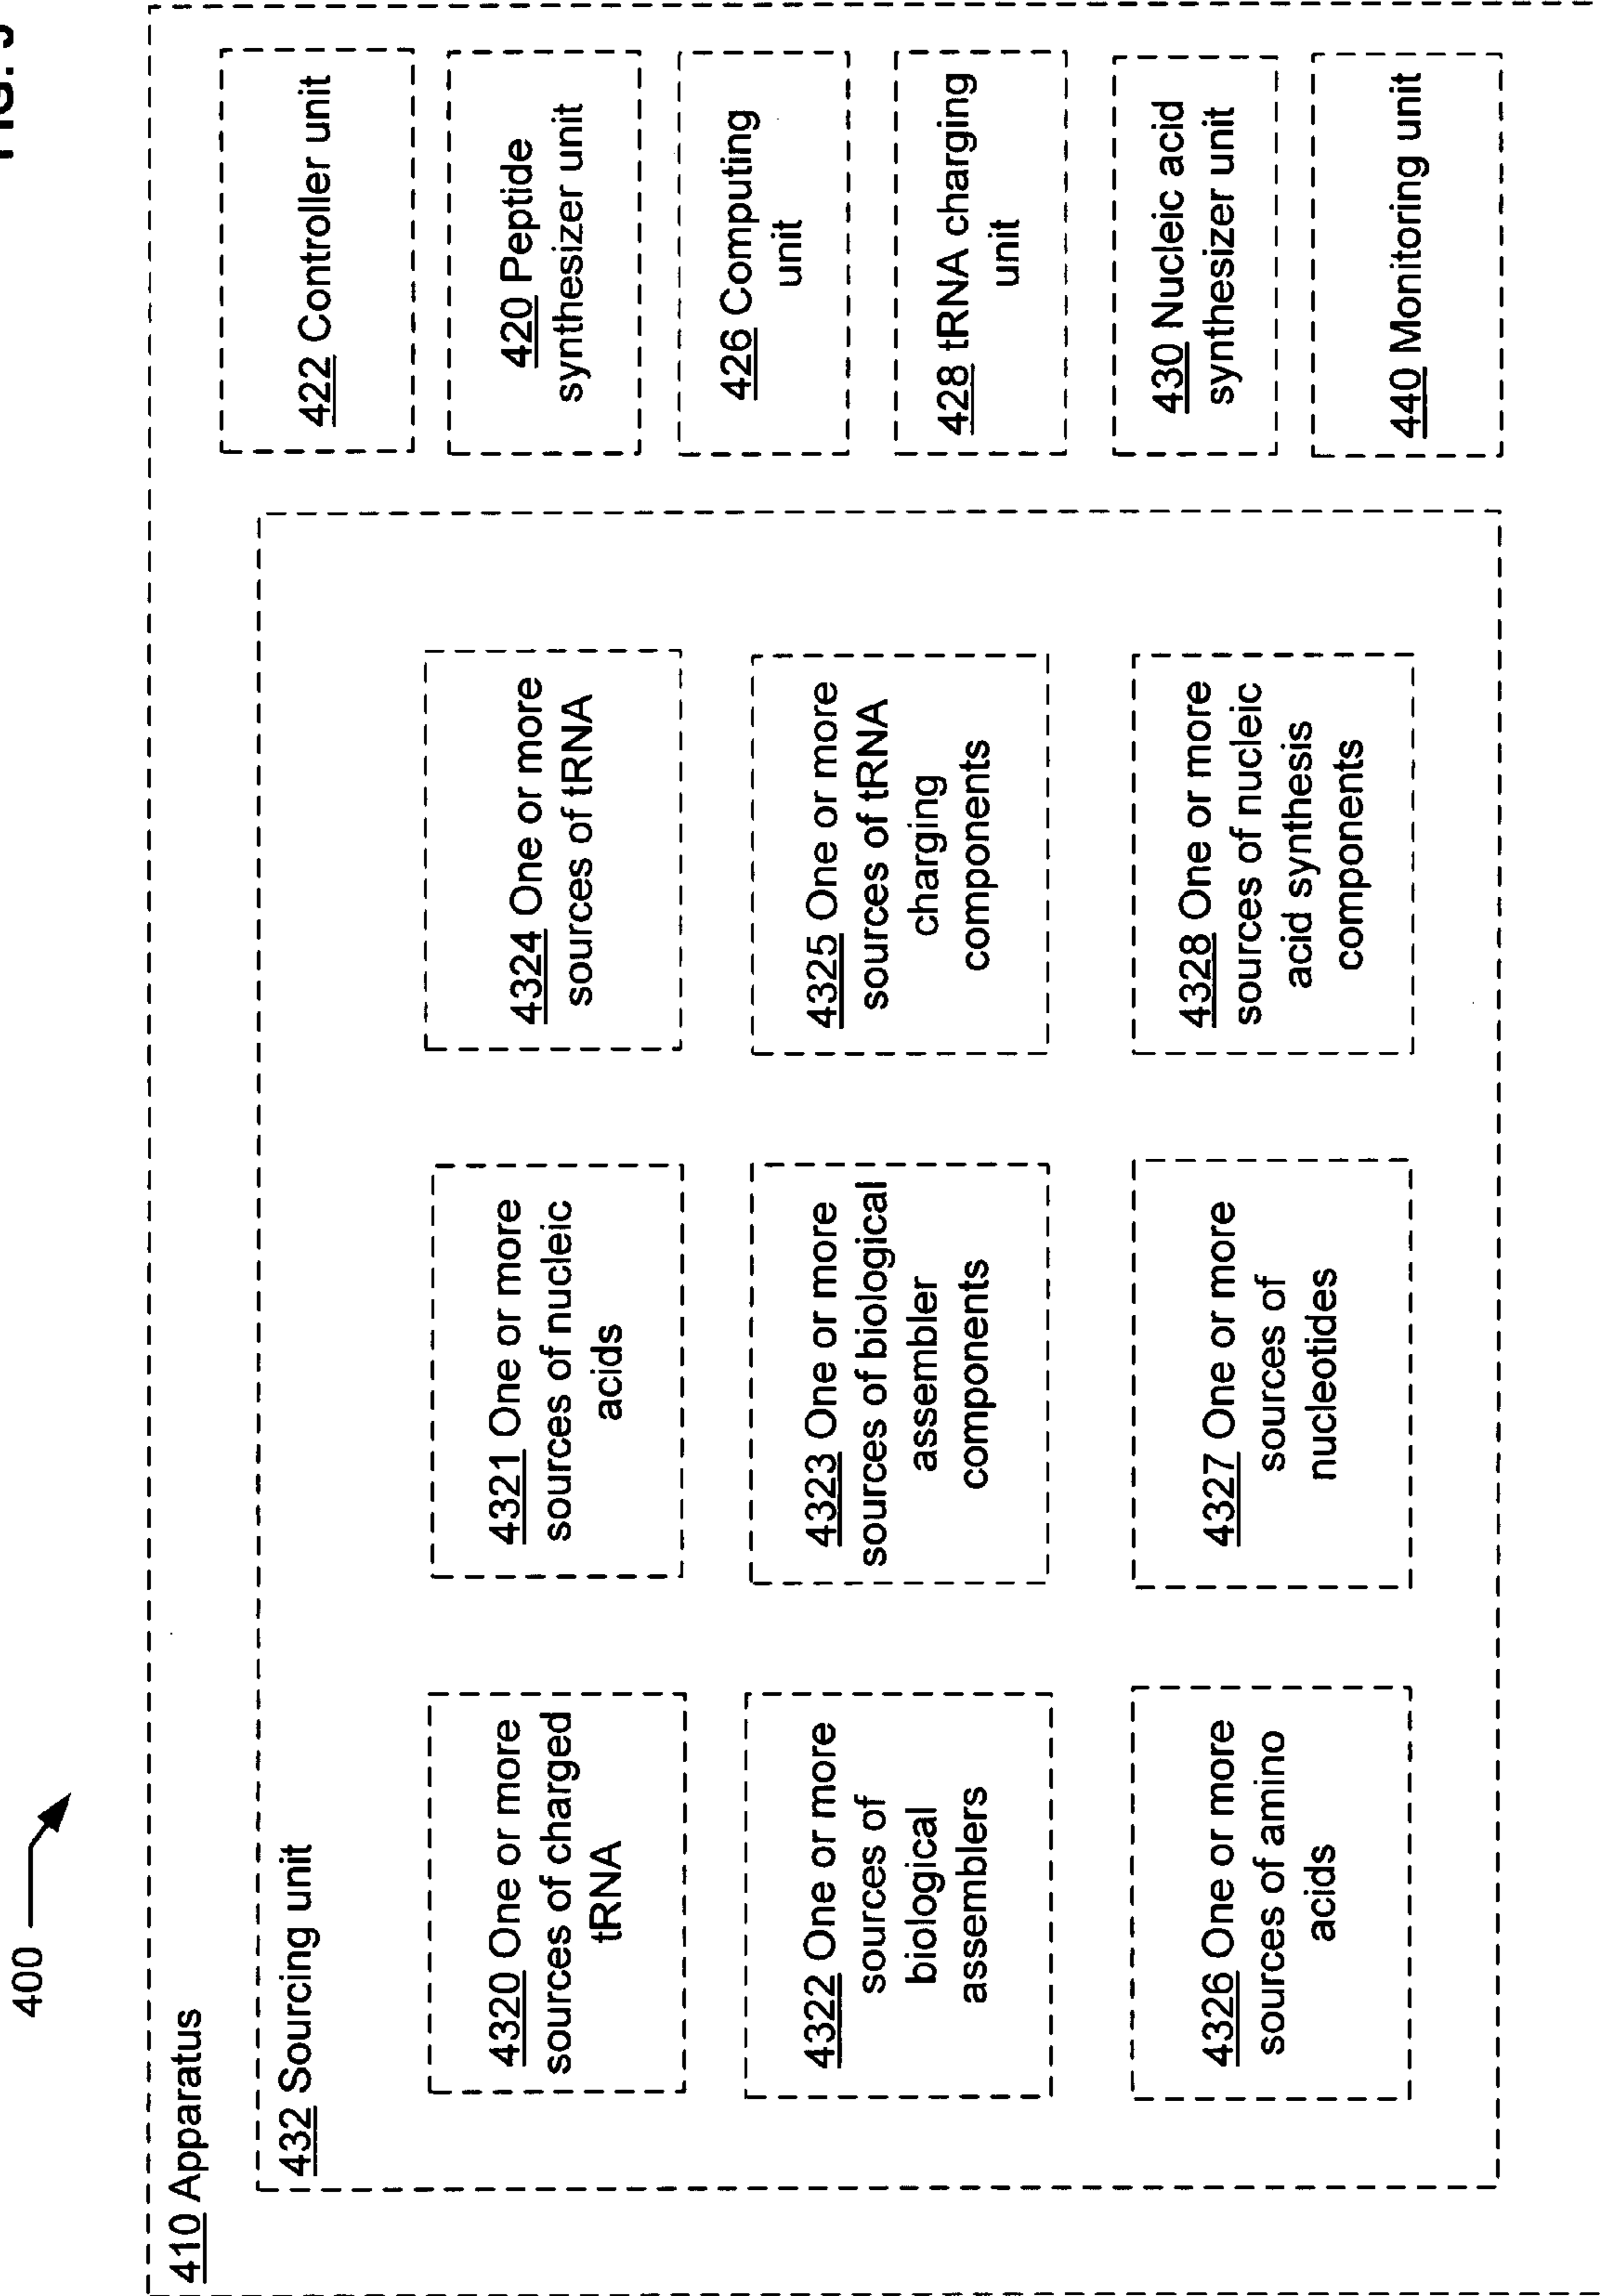 FIG.
400
410 Apparatus
432 Sourcing unit
4320 One or more
sources of charged
tRNA
4321 One or more
sources of nucleic
acids
4324 One or more
sources of tRNA
4322 One or more
sources of
biological
assemblers
4323 One or more
sources of biological
assembler
components
4325 One or more
sources of tRNA
charging
components
4326 One or more
sources of amino
acids
4327 One or more
sources of
nucleotides
4328 One or more
sources of nucleic
acid synthesis
components
422 Controller unit
420 Peptide
synthesizer unit
426 Computing
unit
428 tRNA charging
unit
430 Nucleic acid
synthesizer unit
440 Monitoring unit